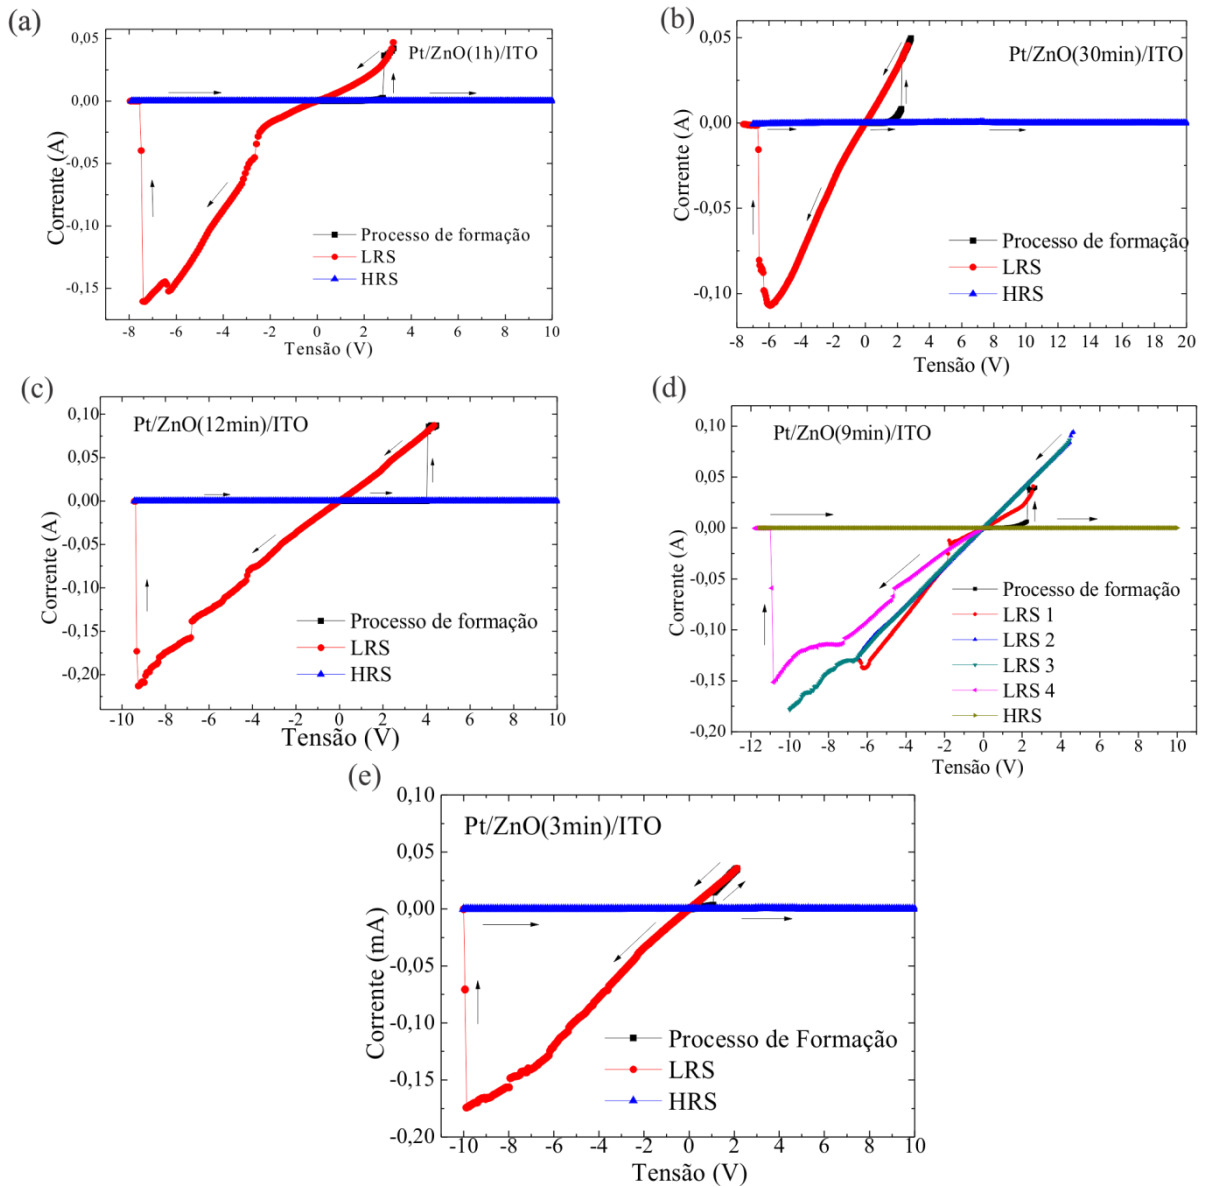 (a)
Pt/ZnO(1h)/ITO
0,05
0,00
-0,05
-0,10
-0,15
Corrente (A)
Processo de formação
LRS
HRS
-8 -6 -4 -2 0 2 4 6 8 10
Tensão (V)
(b)
Pt/ZnO(30min)/ITO
0,05
0,00
-0,05
-0,10
Corrente (A)
Processo de formação
LRS
HRS
-8 -6 -4 -2 0 2 4 6 8 10 12 14 16 18 20
Tensão (V)
(c)
Pt/ZnO(12min)/ITO
0,10
0,05
0,00
-0,05
-0,10
-0,15
-0,20
Corrente (A)
Processo de formação
LRS
HRS
-10 -8 -6 -4 -2 0 2 4 6 8 10
Tensão (V)
(d)
Pt/ZnO(9min)/ITO
0,10
0,05
0,00
-0,05
-0,10
-0,15
-0,20
Corrente (A)
Processo de formação
LRS 1
LRS 2
LRS 3
LRS 4
HRS
-12 -10 -8 -6 -4 -2 0 2 4 6 8 10
Tensão (V)
(e)
Pt/ZnO(3min)/ITO
0,10
0,05
0,00
-0,05
-0,10
-0,15
-0,20
Corrente (mA)
Processo de Formação
LRS
HRS
-10 -8 -6 -4 -2 0 2 4 6 8 10
Tensão (V)